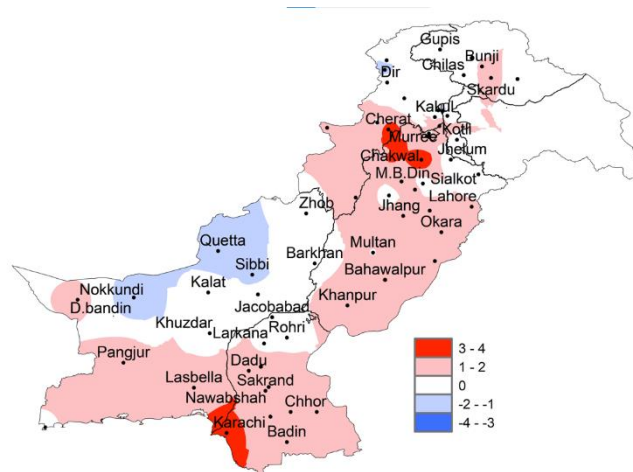 Gupis
Bunji
Dir
Chilas
Skardu
Kakul
Cherat
Murree
Kotli
Chakwal
Jhelum
M.B.Din
Sialkot
Zhob
Jhang
Lahore
Okara
Quetta
Barkhan
Multan
Sibbi
Bahawalpur
Nokkundi
Kalat
D.bandin
Jacobabad
Khanpur
Khuzdar
Larkana
Rohri
Pangjur
Dadu
Lasbella
Sakrand
Nawabshah
Chhor
Karachi
Badin
3 - 4
1 - 2
0
-2 - -1
-4 - -3